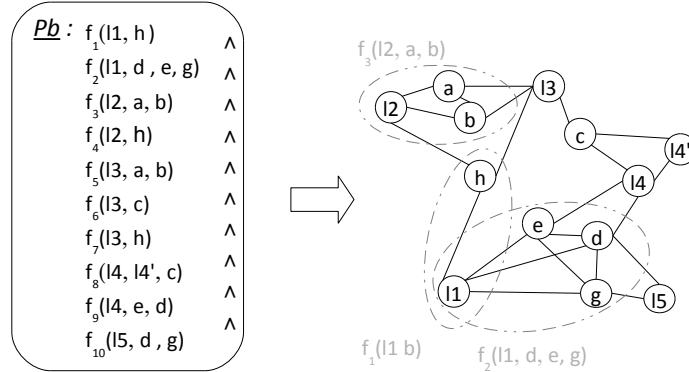 Pb : f₁(l1, h) ^
f₂(l1, d , e, g) ^
f₃(l2, a, b) ^
f₄(l2, h) ^
f₅(l3, a, b) ^
f₆(l3, c) ^
f₇(l3, h) ^
f₈(l4, l4', c) ^
f₉(l4, e, d) ^
f₁₀(l5, d , g)
f₃(l2, a, b)
a
l3
l2
b
c
l4'
h
l4
e
d
l1
g
l5
f₁(l1 b)
f₂(l1, d, e, g)